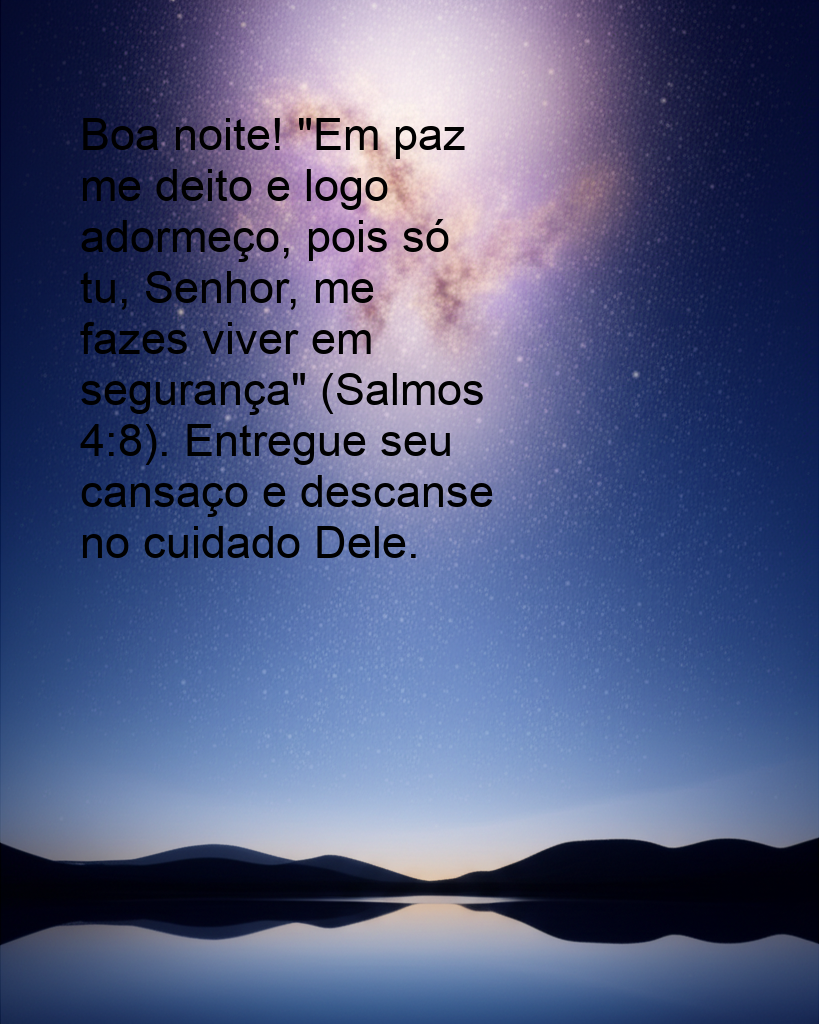 Boa noite! "Em paz
me deito e logo
adormeço, pois só
tu, Senhor, me
fazes viver em
segurança" (Salmos
4:8). Entregue seu
cansaço e descanse
no cuidado Dele.